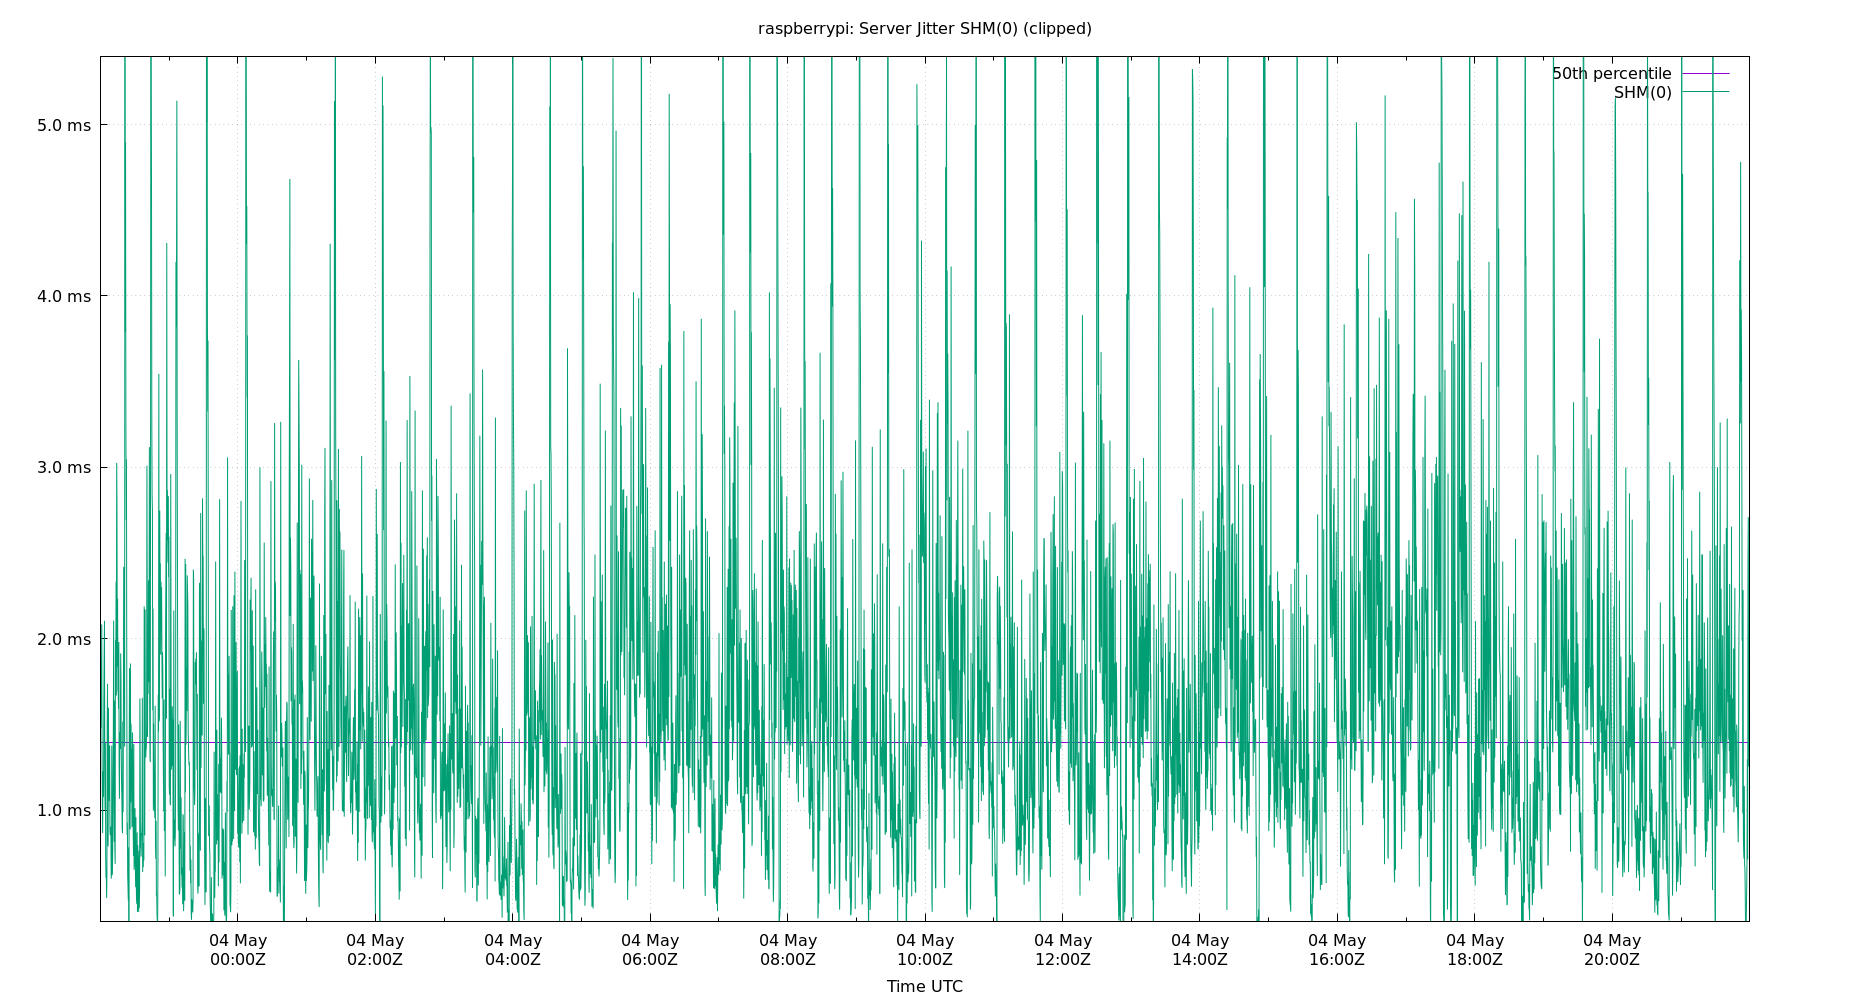 raspberrypi: Server Jitter SHM(0) (clipped)
50th percentile
SHM(0)
5.0 ms
4.0 ms
3.0 ms
2.0 ms
1.0 ms
04 May 04 May 04 May 04 May 04 May 04 May 04 May 04 May 04 May 04 May 04 May
00:00Z 02:00Z 04:00Z 06:00Z 08:00Z 10:00Z 12:00Z 14:00Z 16:00Z 18:00Z 20:00Z
Time UTC